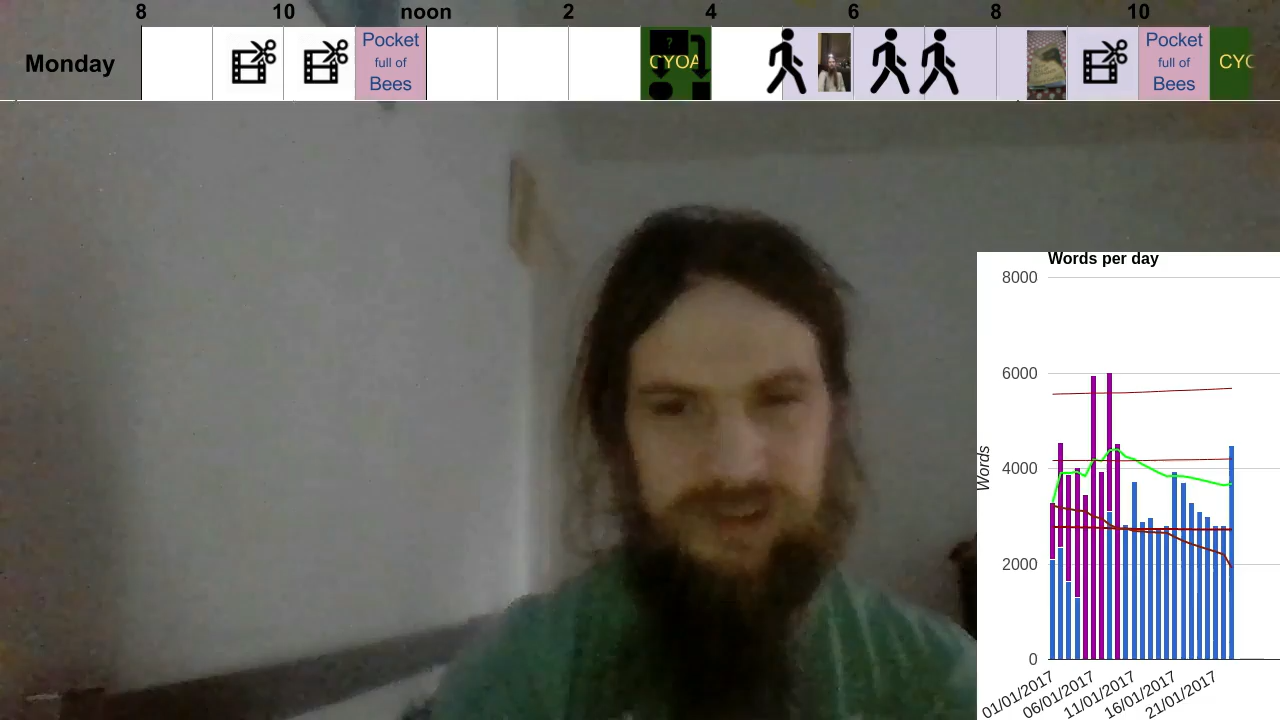 8 10 noon 2 4 6 8 10
Monday
Pocket
full of
Bees
?
CYOA
Pocket
full of
Bees
CYC
Words per day
8000
6000
4000
2000
0
Words
01/01/2017
06/01/2017
11/01/2017
16/01/2017
21/01/2017